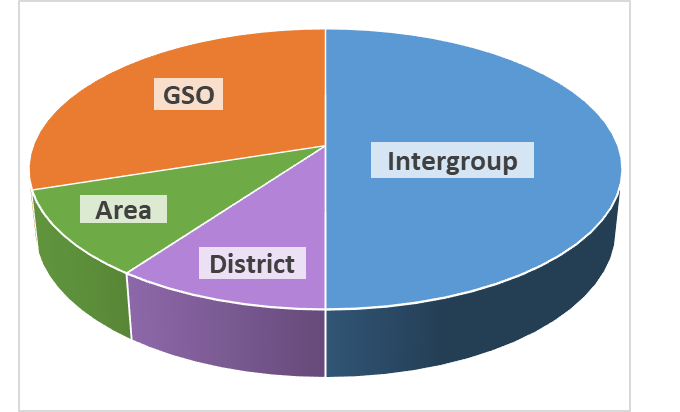 GSO
Intergroup
Area
District